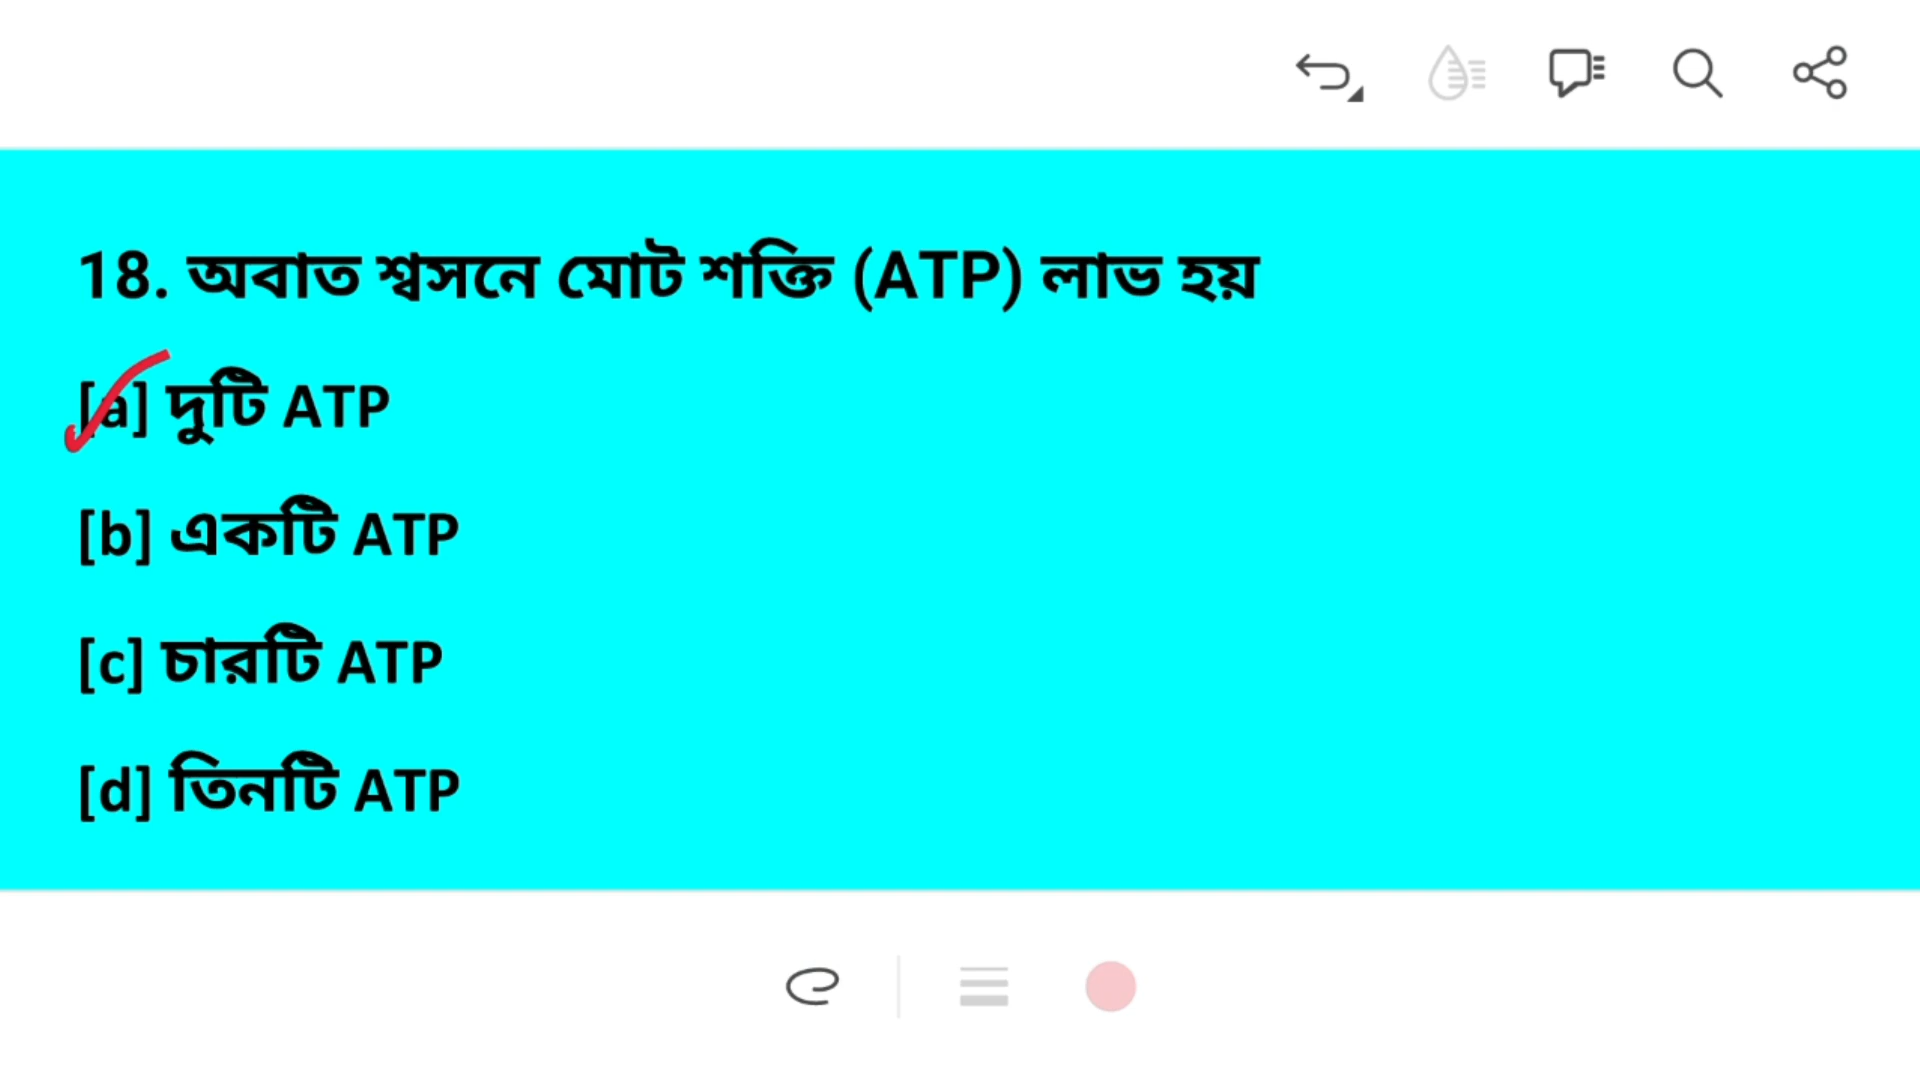 18. অবাত শ্বসনে মোট শক্তি (ATP) লাভ হয়
[a] দুটি ATP
[b] একটি ATP
[c] চারটি ATP
[d] তিনটি ATP